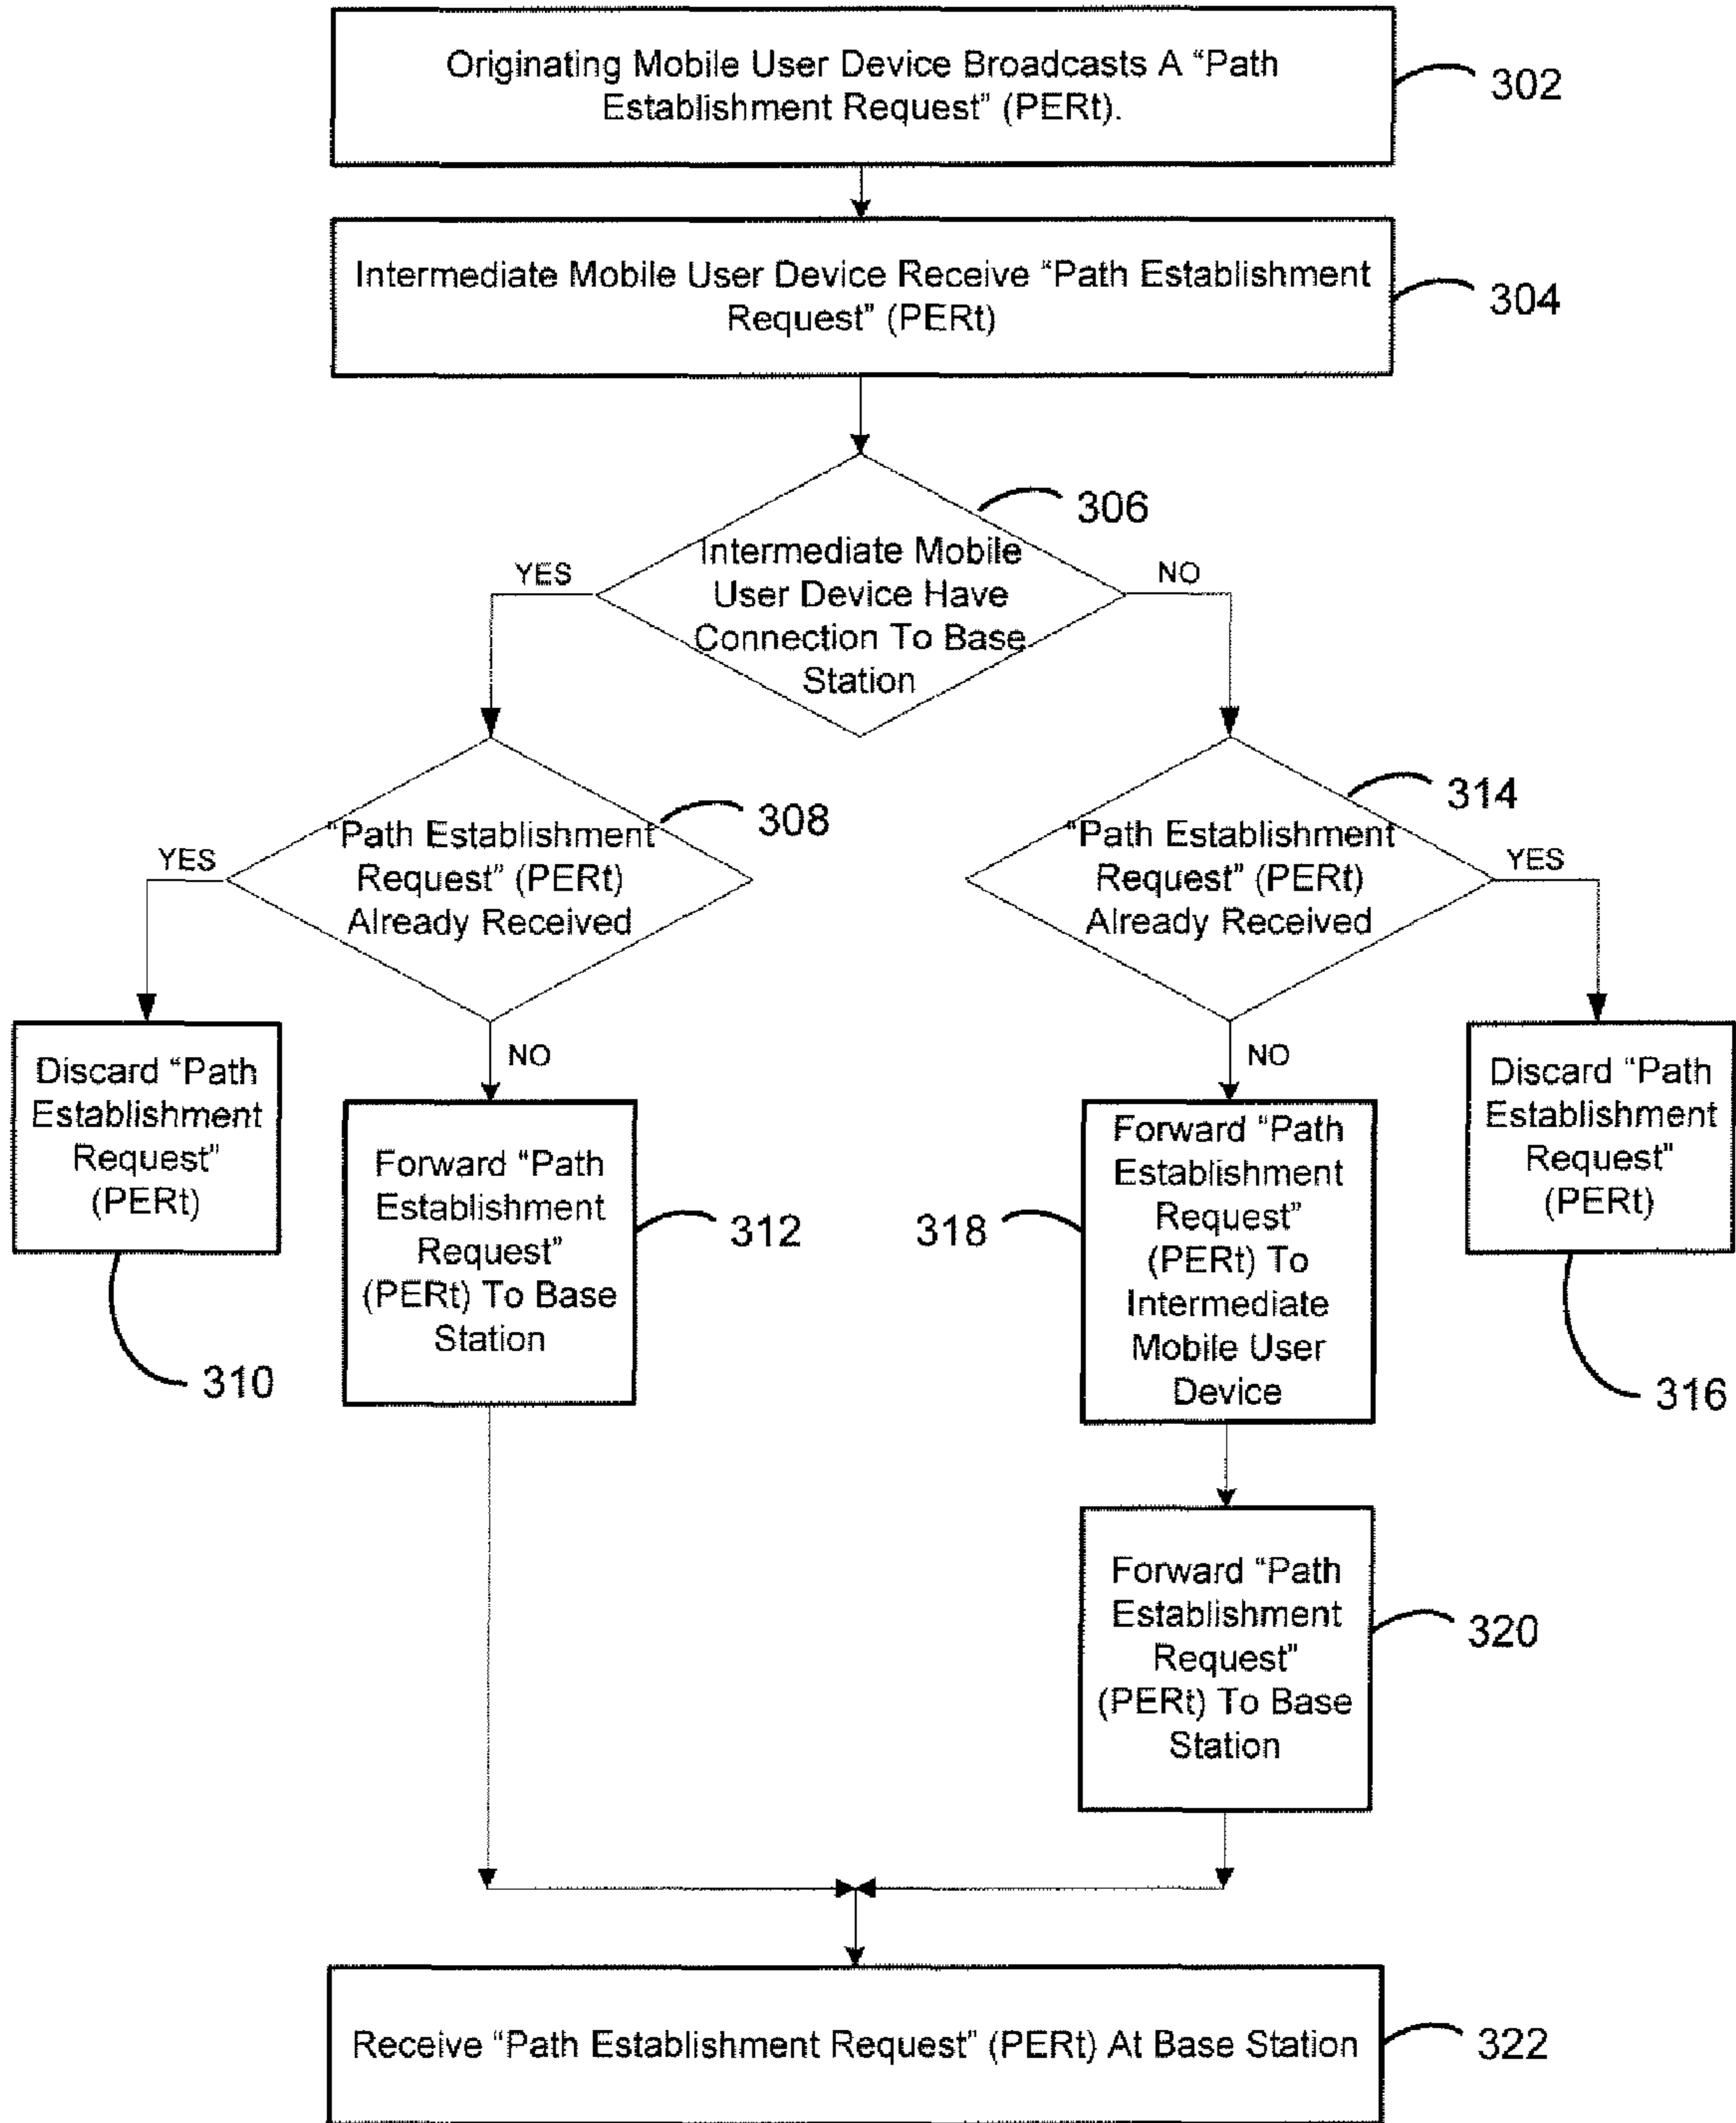 Originating Mobile User Device Broadcasts A “Path
Establishment Request” (PERt).
302
Intermediate Mobile User Device Receive “Path Establishment
Request” (PERt)
304
306
Intermediate Mobile
User Device Have
Connection To Base
Station
YES
NO
308
“Path Establishment
Request” (PERt)
Already Received
YES
NO
314
“Path Establishment
Request” (PERt)
Already Received
YES
NO
Discard “Path
Establishment
Request”
(PERt)
310
Forward “Path
Establishment
Request”
(PERt) To Base
Station
312
Forward “Path
Establishment
Request”
(PERt) To
Intermediate
Mobile User
Device
318
Discard “Path
Establishment
Request”
(PERt)
316
Forward “Path
Establishment
Request”
(PERt) To Base
Station
320
Receive “Path Establishment Request” (PERt) At Base Station
322